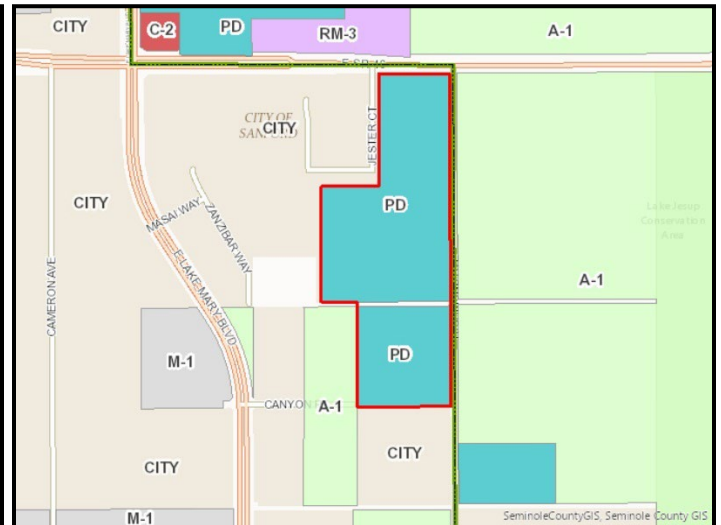 CITY
C-2
PD
RM-3
A-1
E SR 46
CITY OF
SANFORD
CITY
JESTER CT
CITY
MASAI WAY
ZANZIBAR WAY
PD
Lake Jesup
Conservation
Area
CAMERON AVE
E LAKE MARY BLVD
A-1
M-1
PD
CANYON
A-1
CITY
CITY
M-1
SeminoleCountyGIS, Seminole County GIS